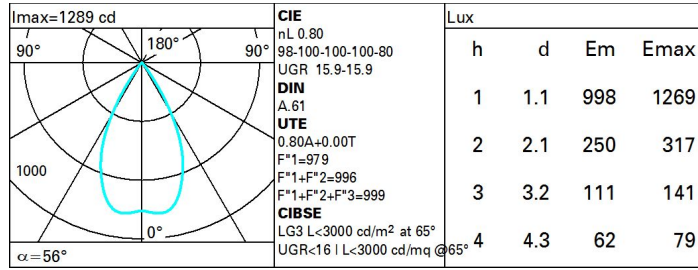 Imax=1289 cd
90° 180° 90°
1000
0°
α=56°
CIE
nL 0.80
98-100-100-100-80
UGR 15.9-15.9
DIN
A.61
UTE
0.80A+0.00T
F"1=979
F"1+F"2=996
F"1+F"2+F"3=999
CIBSE
LG3 L<3000 cd/m² at 65°
UGR<16 | L<3000 cd/mq @65°
Lux
h d Em Emax
1 1.1 998 1269
2 2.1 250 317
3 3.2 111 141
4 4.3 62 79